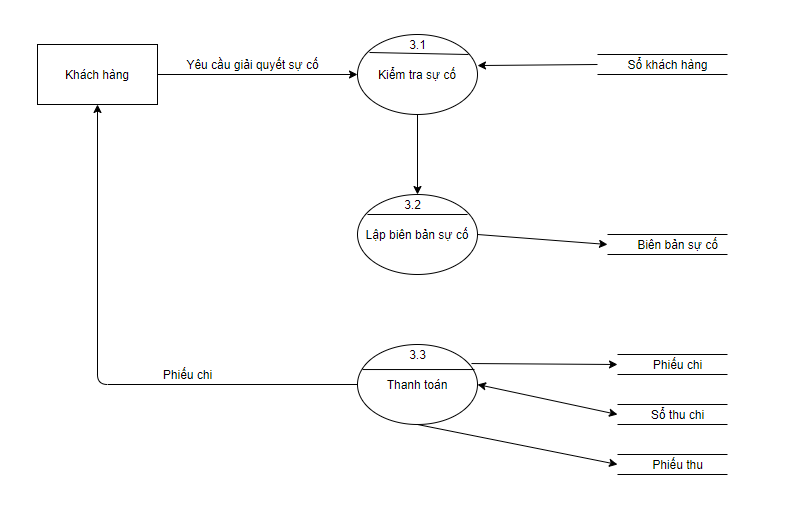 3.1
Khách hàng
Yêu cầu giải quyết sự cố
Kiểm tra sự cố
Sổ khách hàng
3.2
Lập biên bản sự cố
Biên bản sự cố
3.3
Phiếu chi
Thanh toán
Phiếu chi
Sổ thu chi
Phiếu thu